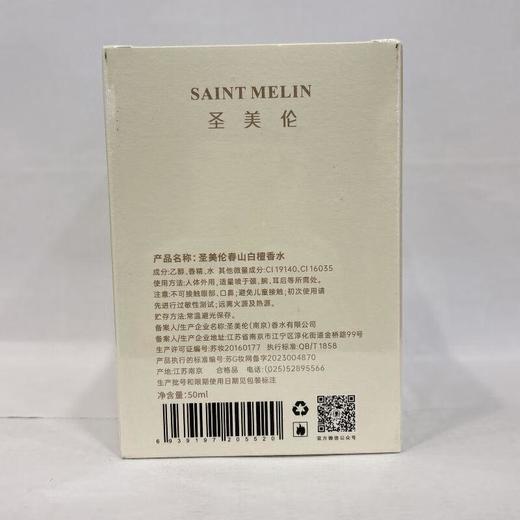 SAINT MELIN
圣美伦
产品名称：圣美伦春山白檀香水
成分:乙醇、香精、水 其他微量成分:CI 19140、CI 16035
使用方法：人体外用，适量喷于颈、腕、耳后等所需处。
注意:不可接触眼部、口鼻;避免儿童接触;初次使用请
先进行过敏性测试；远离火源及热源。
贮存方法:常温避光保存。
备案人/生产企业名称:圣美伦(南京)香水有限公司
备案人/生产企业地址:江苏省南京市江宁区淳化街道金桥路99号
生产许可证编号:苏妆20160177 执行标准:QB/T 1858
产品执行的标准编号:苏G妆网备字2023004870
产地:江苏南京 合格品 电话:(025)52895566
生产批号和限期使用日期见包装标注
净含量:50ml
6939197205520
官方微信公众号